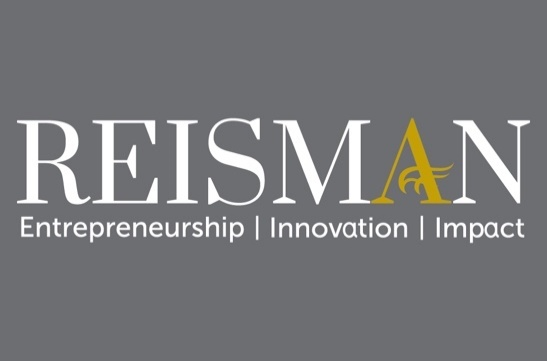 REISMAN
Entrepreneurship | Innovation | Impact